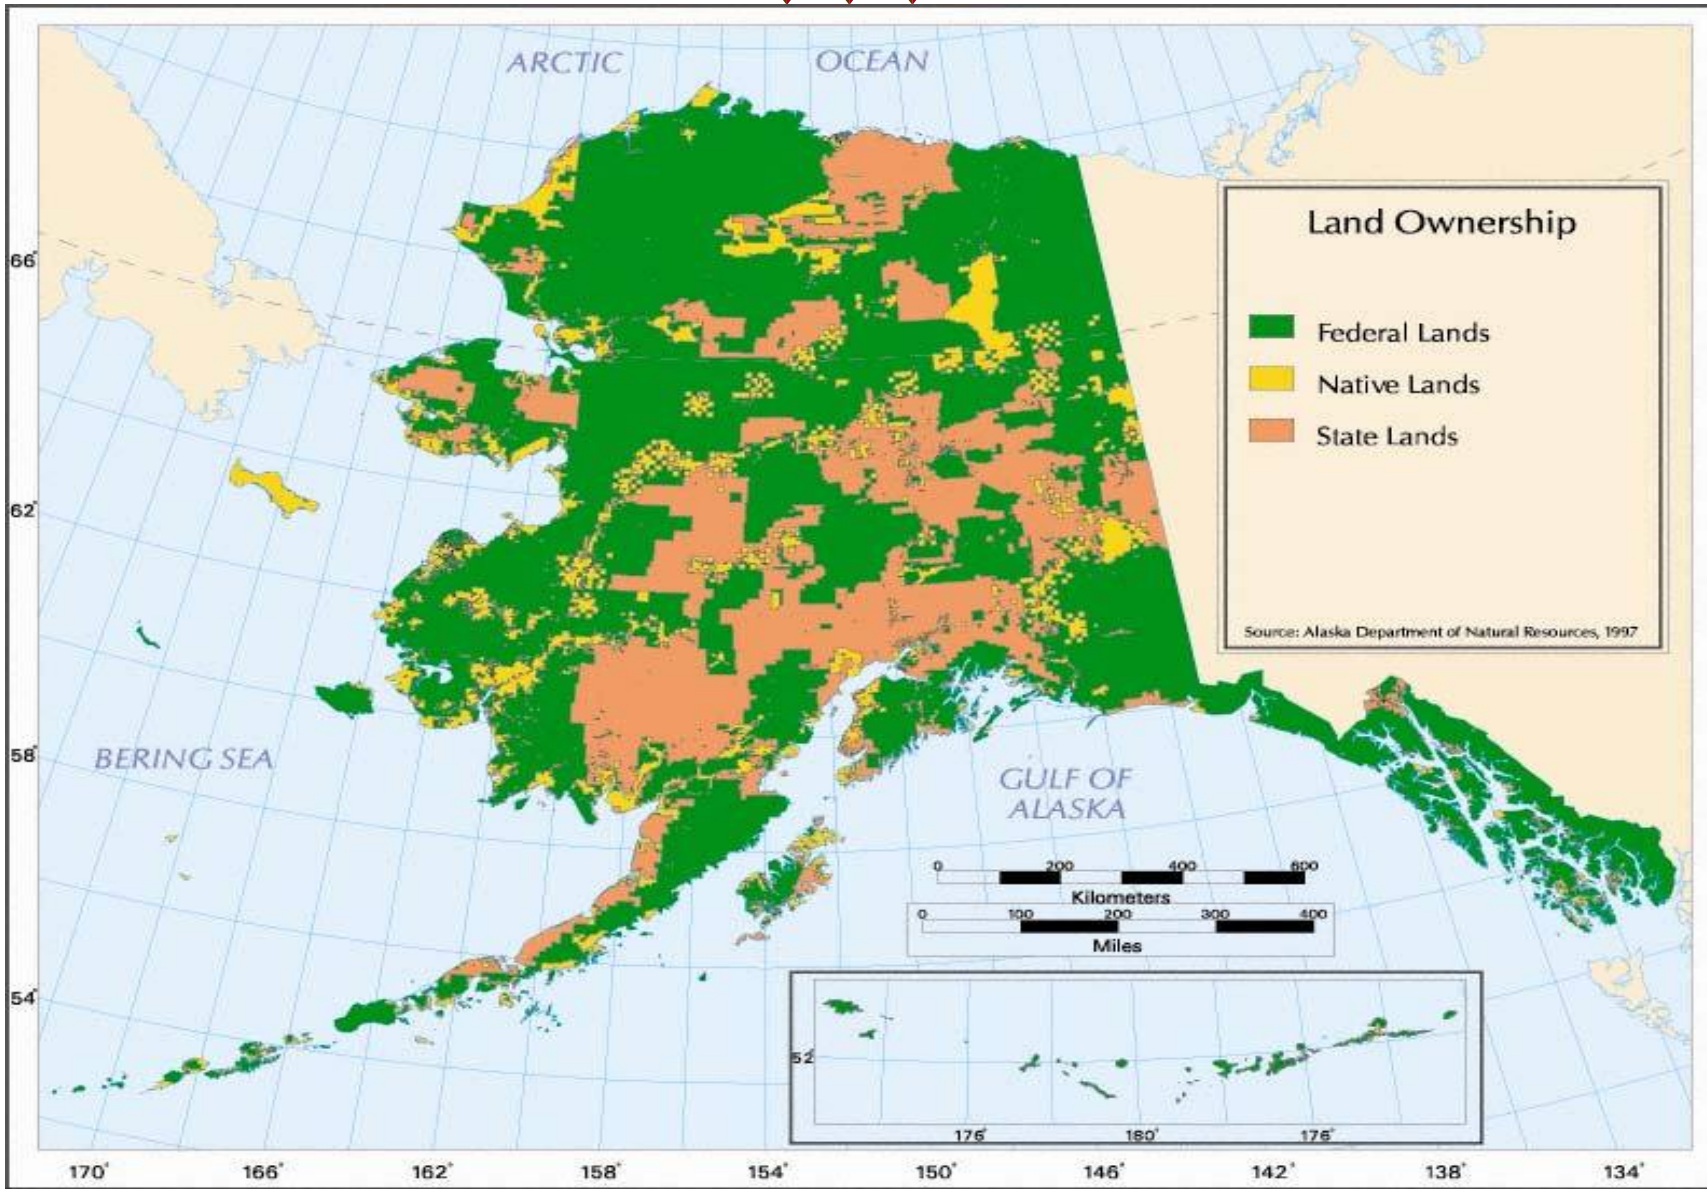 ARCTIC OCEAN
Land Ownership
Federal Lands
Native Lands
State Lands
Source: Alaska Department of Natural Resources, 1997
66°
62°
58°
54°
BERING SEA
GULF OF
ALASKA
0 200 400 600
Kilometers
0 100 200 300 400
Miles
52°
176° 180° 176°
170° 166° 162° 158° 154° 150° 146° 142° 138° 134°